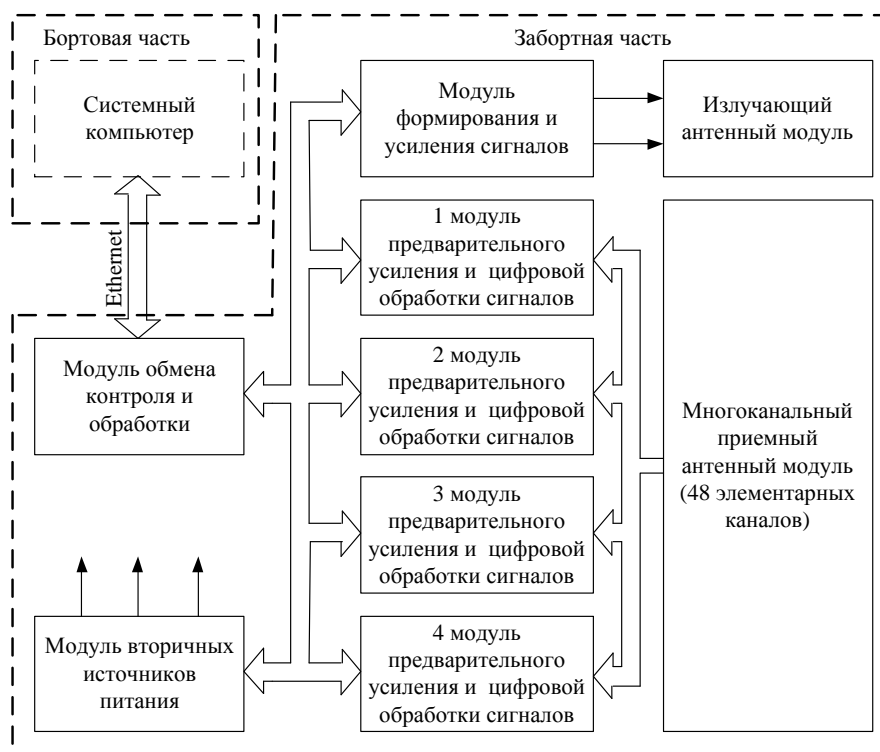 Бортовая часть
Системный
компьютер
Ethernet
Забортная часть
Модуль
формирования и
усиления сигналов
Излучающий
антенный модуль
1 модуль
предварительного
усиления и цифровой
обработки сигналов
Модуль обмена
контроля и
обработки
2 модуль
предварительного
усиления и цифровой
обработки сигналов
Многоканальный
приемный
антенный модуль
(48 элементарных
каналов)
3 модуль
предварительного
усиления и цифровой
обработки сигналов
Модуль вторичных
источников
питания
4 модуль
предварительного
усиления и цифровой
обработки сигналов